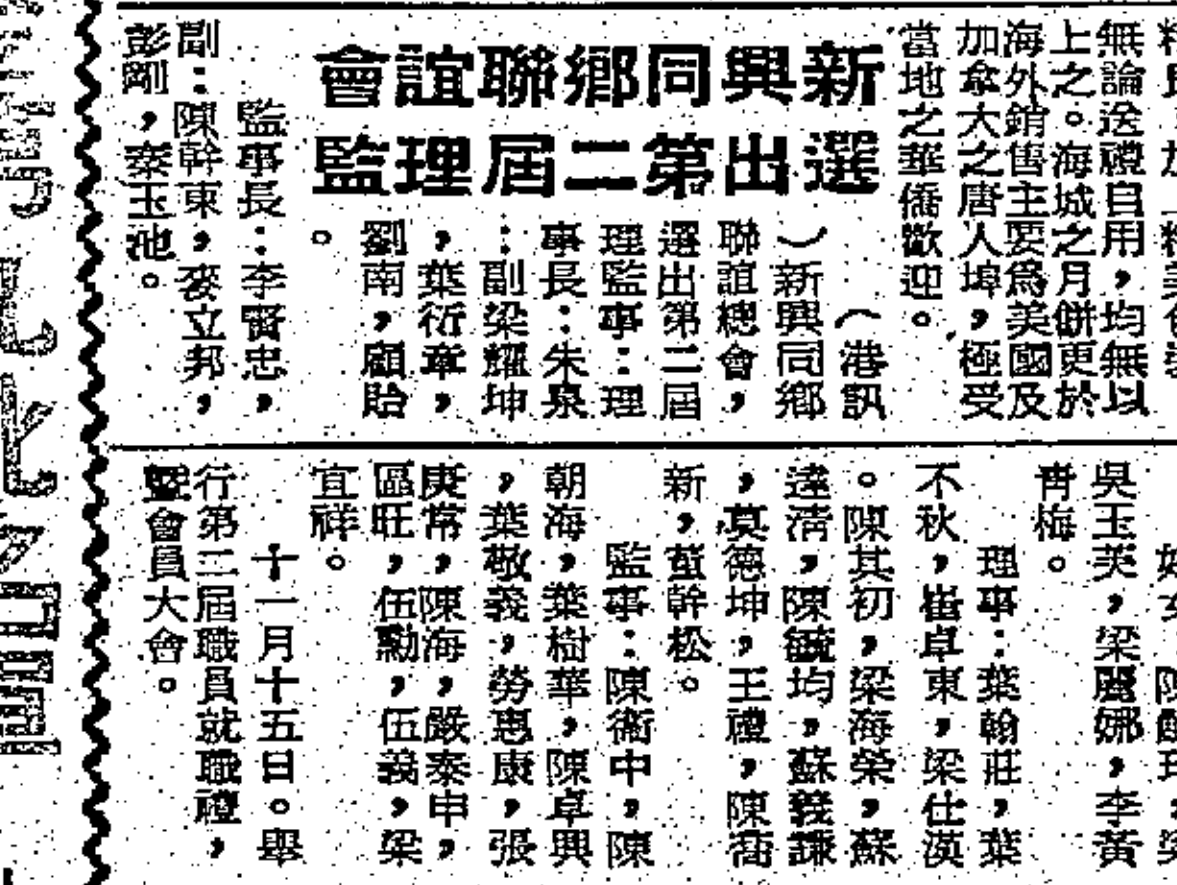 無論送禮自用，均無以
上之。海城之月餅更於
海外銷售主要爲美國及
加拿大之唐人埠，極受
當地之華僑歡迎。
新興同鄉聯誼會
選出第二屆理監
（港訊
）新興同鄉
聯誼總會，
選出第二屆
理監事：理
事長：朱泉
：副梁耀坤
，葉衍章，
劉南，顧貽
。
監事長：李賢忠，
副：陳幹東，麥立邦，
彭剛，秦玉池。
吳玉芙，梁麗娜，李黃
青梅。
理事：葉翰莊，葉
不秋，崔卓東，梁仕漢
。陳其初，梁海榮，蘇
達清，陳毓均，蘇義謙
，莫德坤，王禮，陳
新，董幹松。
監事：陳衛中，陳
朝海，葉樹華，陳卓興
，葉敬義，勞惠康，張
庚常，陳海，嚴泰申，
區旺，伍勳，伍義，梁
宜祥。
十一月十五日。舉
行第二屆職員就職禮，
暨會員大會。